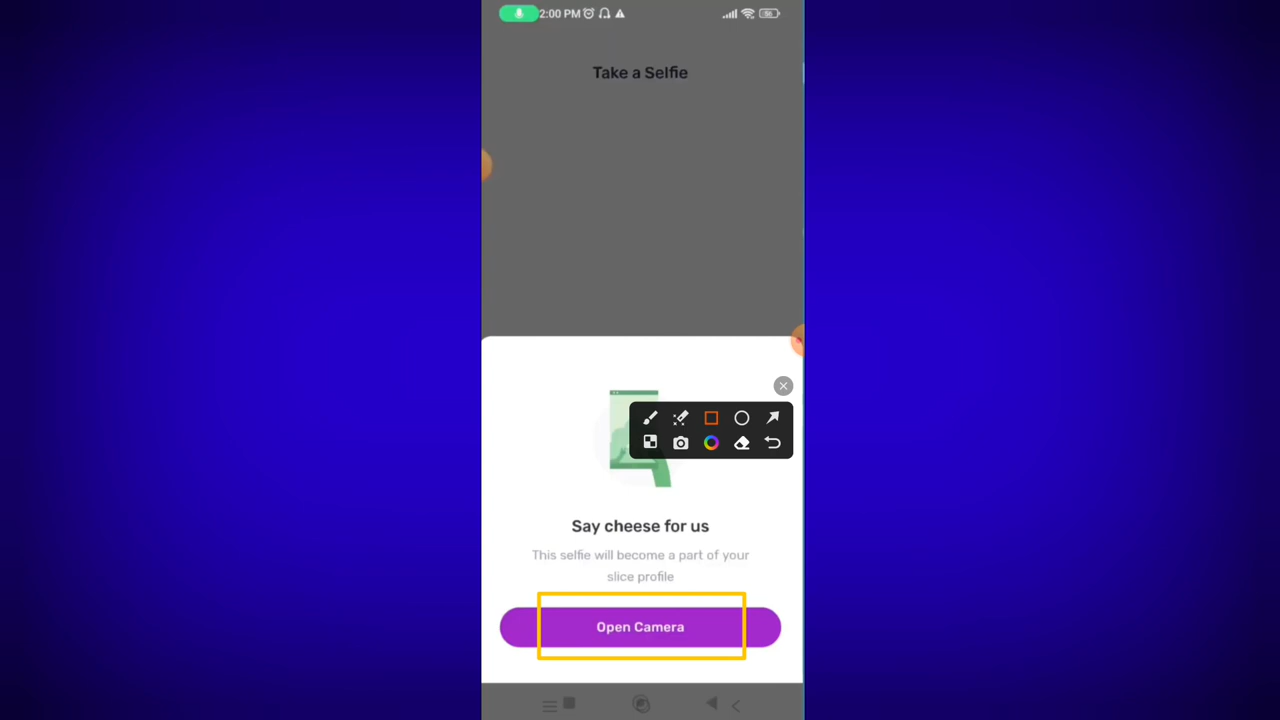 2:00 PM
56
Take a Selfie
Say cheese for us
This selfie will become a part of your
slice profile
Open Camera